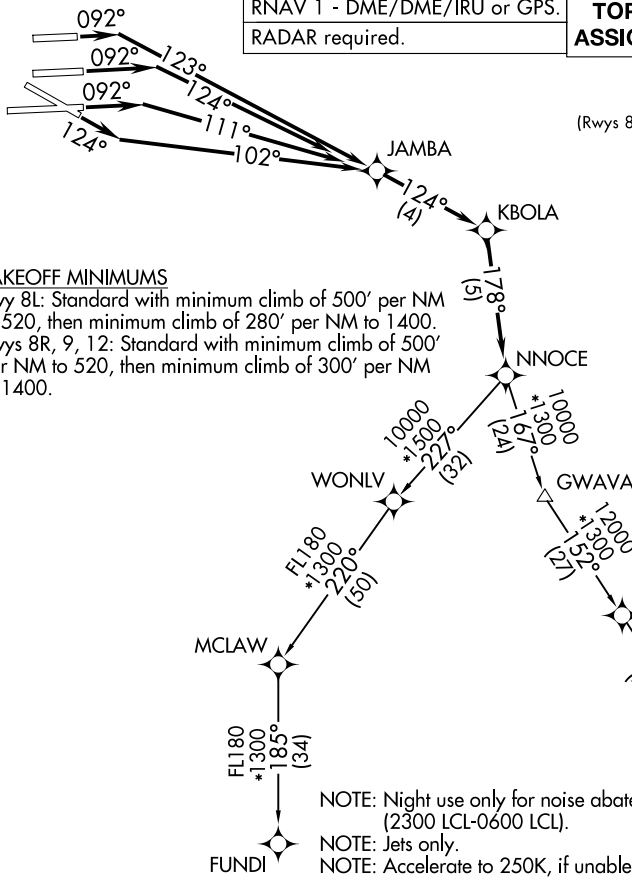 RNAV 1 - DME/DME/IRU or GPS.
RADAR required.
TOP
ASSIG
(Rwys 8
092°
123°
092°
124°
092°
111°
124°
102°
JAMBA
124°
(4)
KBOLA
178°
(5)
AKEOFF MINIMUMS
wy 8L: Standard with minimum climb of 500' per NM
520, then minimum climb of 280' per NM to 1400.
wys 8R, 9, 12: Standard with minimum climb of 500'
r NM to 520, then minimum climb of 300' per NM
1400.
NNOCE
10000
*1500
227°
(32)
10000
*1300
167°
(24)
WONLV
GWAVA
12000
*1300
152°
(27)
FL180
*1300
220°
(50)
MCLAW
FL180
*1300
185°
(34)
FUNDI
NOTE: Night use only for noise abate
(2300 LCL-0600 LCL).
NOTE: Jets only.
NOTE: Accelerate to 250K, if unable